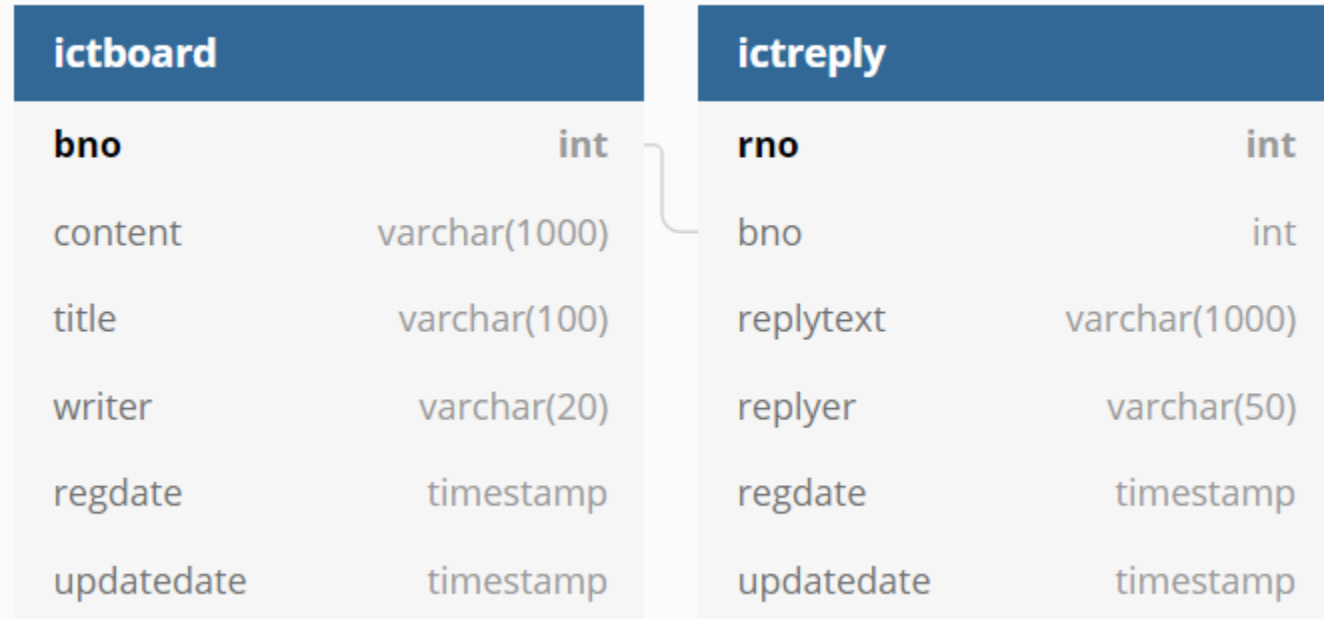 ictboard
bno int
content varchar(1000)
title varchar(100)
writer varchar(20)
regdate timestamp
updatedate timestamp
ictreply
rno int
bno int
replytext varchar(1000)
replyer varchar(50)
regdate timestamp
updatedate timestamp